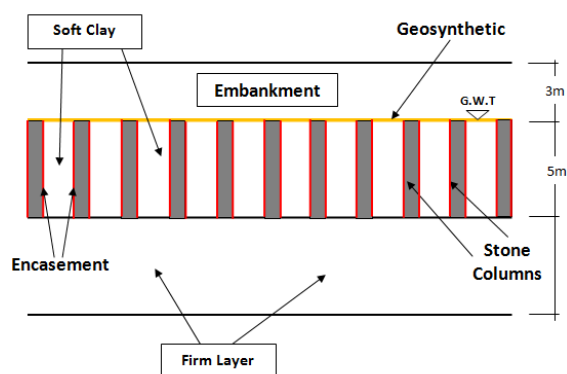 Soft Clay
Geosynthetic
Embankment
G.W.T
3m
5m
Encasement
Stone
Columns
Firm Layer